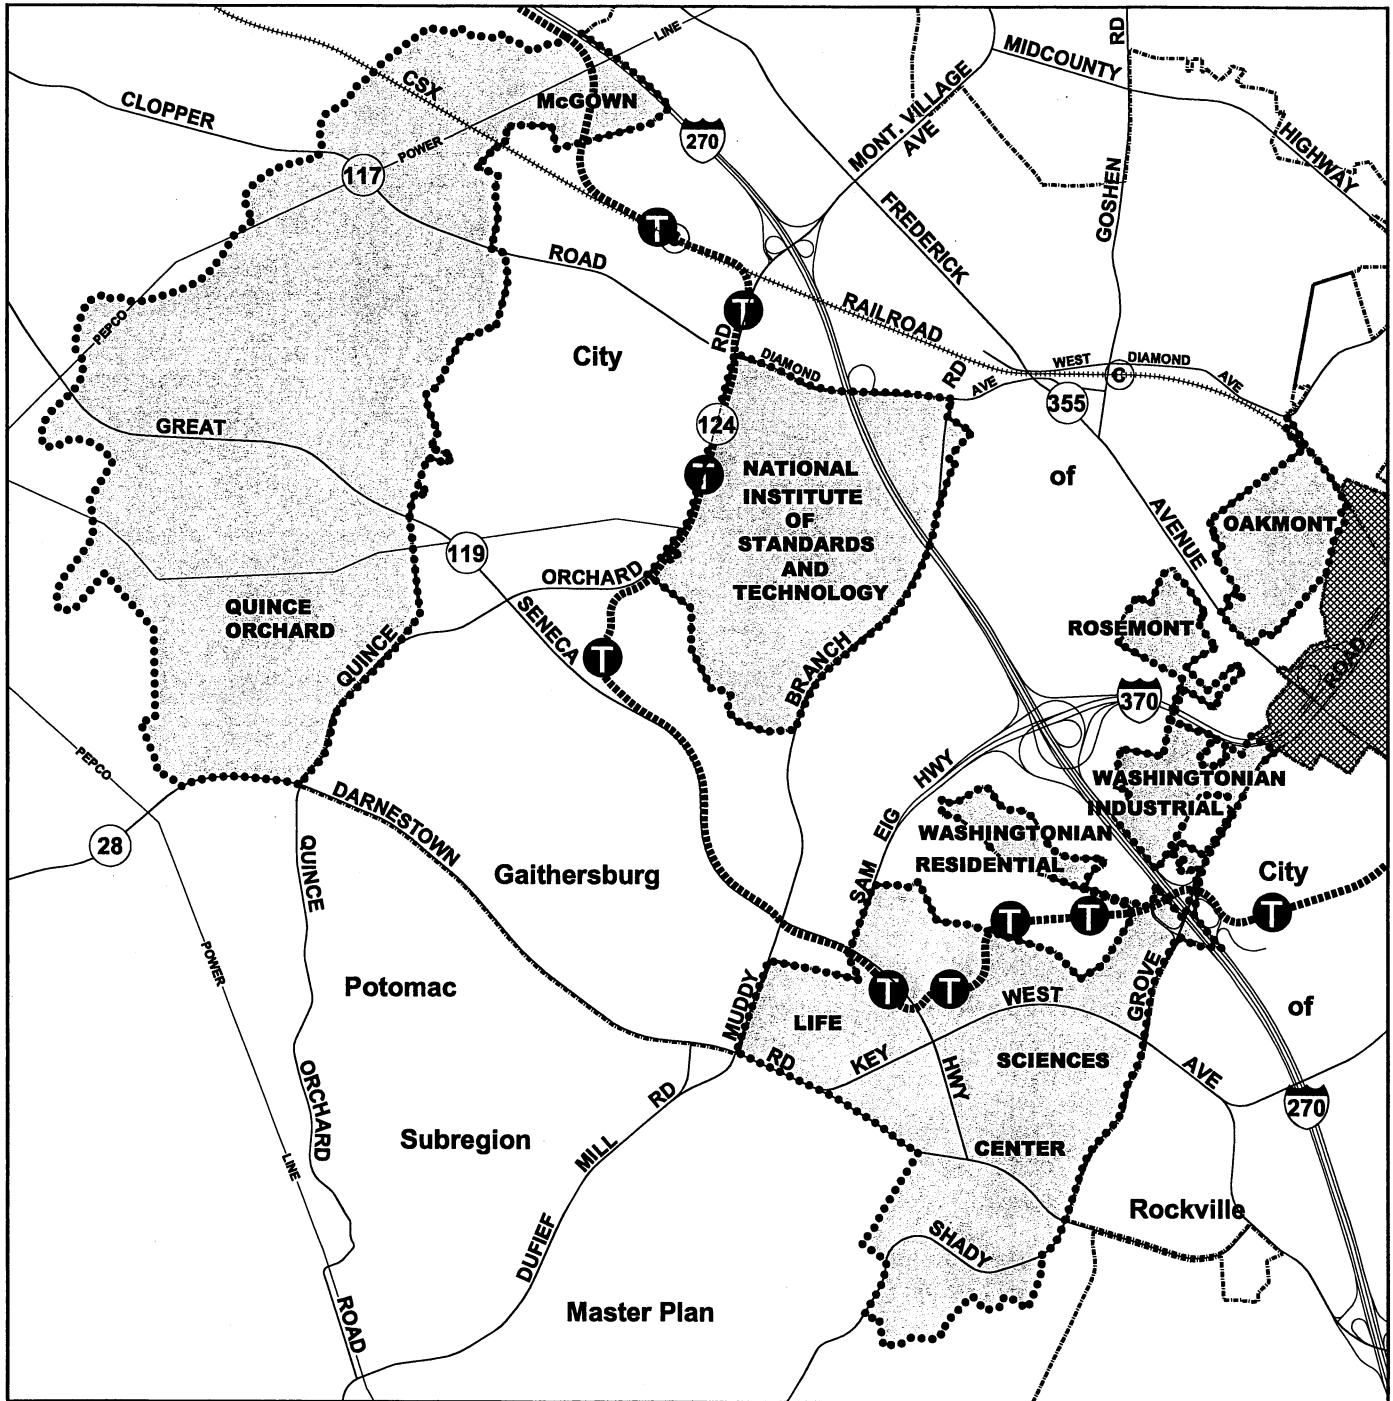 LINE
RD
MIDCOUNTY
CSX
McGOWN
MONT. VILLAGE
AVE
CLOPPER
270
HIGHWAY
POWER
117
GOSHEN
FREDERICK
T
ROAD
T
RAILROAD
PEPCO
RD
City
DIAMOND
RD
AVE
WEST
DIAMOND
AVE
C
355
GREAT
124
T
NATIONAL
INSTITUTE
OF
STANDARDS
AND
TECHNOLOGY
of
AVENUE
OAKMONT
119
ORCHARD
QUINCE
ORCHARD
SENECA
T
QUINCE
BRANCH
ROSEMONT
ROAD
370
PEPCO
HWY
WASHINGTONIAN
INDUSTRIAL
DARNESTOWN
EIG
WASHINGTONIAN
RESIDENTIAL
28
QUINCE
Gaithersburg
SAM
City
T
T
T
POWER
Potomac
MUDDY
T
T
WEST
GROVE
LIFE
of
RD
KEY
SCIENCES
HWY
AVE
ORCHARD
RD
270
Subregion
MILL
CENTER
LINE
Rockville
DUFIEF
SHADY
ROAD
Master Plan